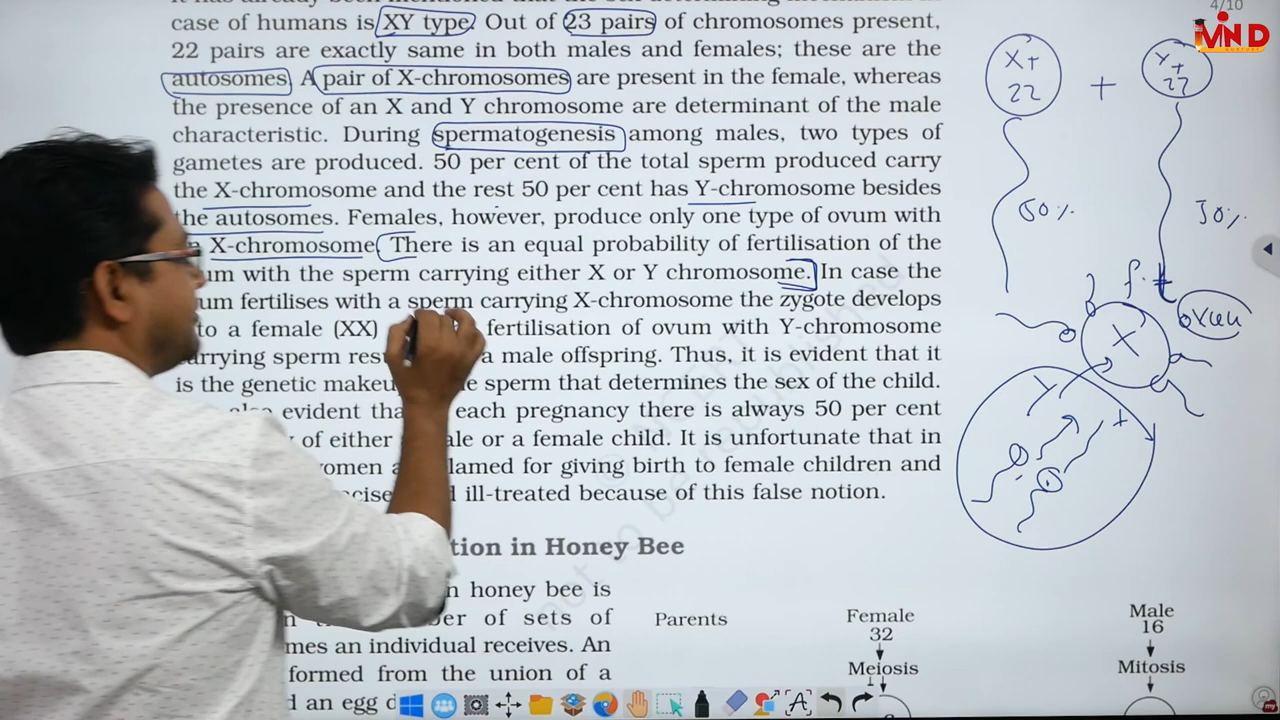 4/10
MIND
case of humans is XY type. Out of 23 pairs of chromosomes present,
22 pairs are exactly same in both males and females; these are the
autosomes. A pair of X-chromosomes are present in the female, whereas
the presence of an X and Y chromosome are determinant of the male
characteristic. During spermatogenesis among males, two types of
gametes are produced. 50 per cent of the total sperm produced carry
the X-chromosome and the rest 50 per cent has Y-chromosome besides
the autosomes. Females, however, produce only one type of ovum with
X-chromosome. There is an equal probability of fertilisation of the
um with the sperm carrying either X or Y chromosome. In case the
um fertilises with a sperm carrying X-chromosome the zygote develops
to a female (XX) fertilisation of ovum with Y-chromosome
arrying sperm res a male offspring. Thus, it is evident that it
is the genetic makeu e sperm that determines the sex of the child.
evident tha each pregnancy there is always 50 per cent
of either ale or a female child. It is unfortunate that in
omen a lamed for giving birth to female children and
cise ill-treated because of this false notion.
X+
22
+
Y+
22
50%
50%
ovum
X
Y
X
© NCERT
not to be republished
tion in Honey Bee
n honey bee is
er of sets of
mes an individual receives. An
formed from the union of a
d an egg d
Parents
Female
32
Meiosis
Male
16
Mitosis